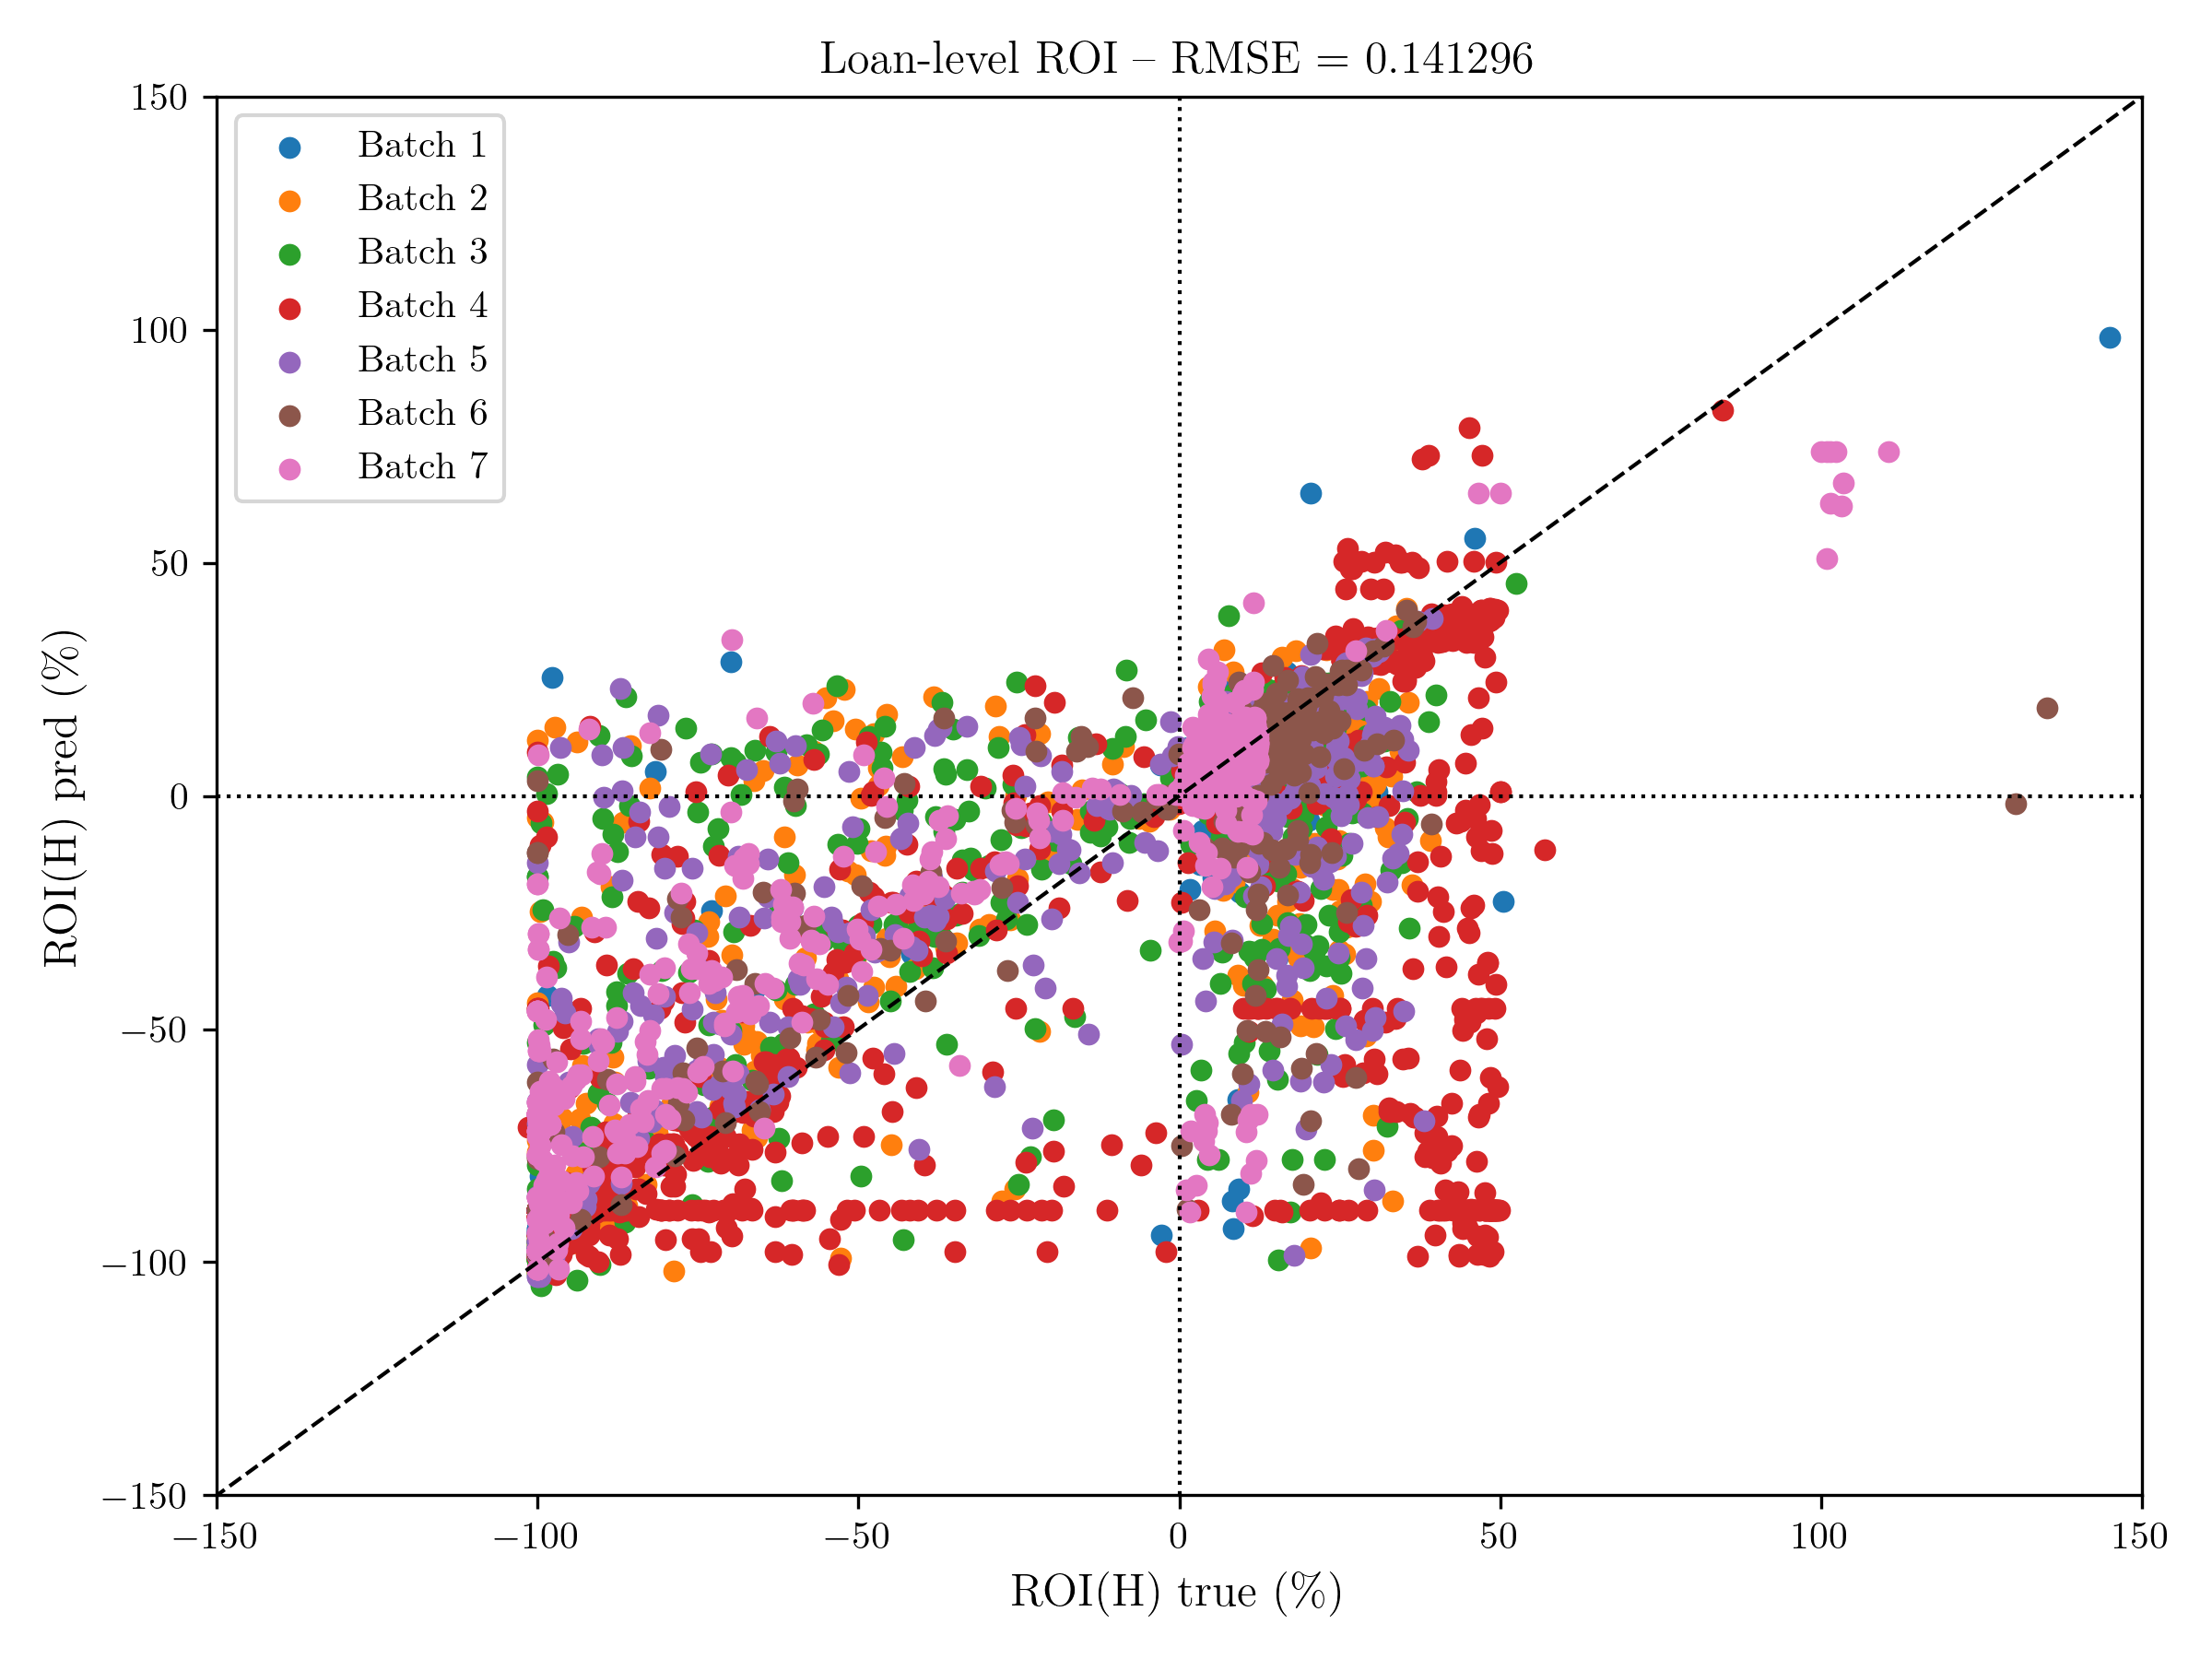 Loan-level ROI – RMSE = 0.141296
150
100
50
0
−50
−100
−150
ROI(H) pred (%)
Batch 1
Batch 2
Batch 3
Batch 4
Batch 5
Batch 6
Batch 7
−150 −100 −50 0 50 100 150
ROI(H) true (%)